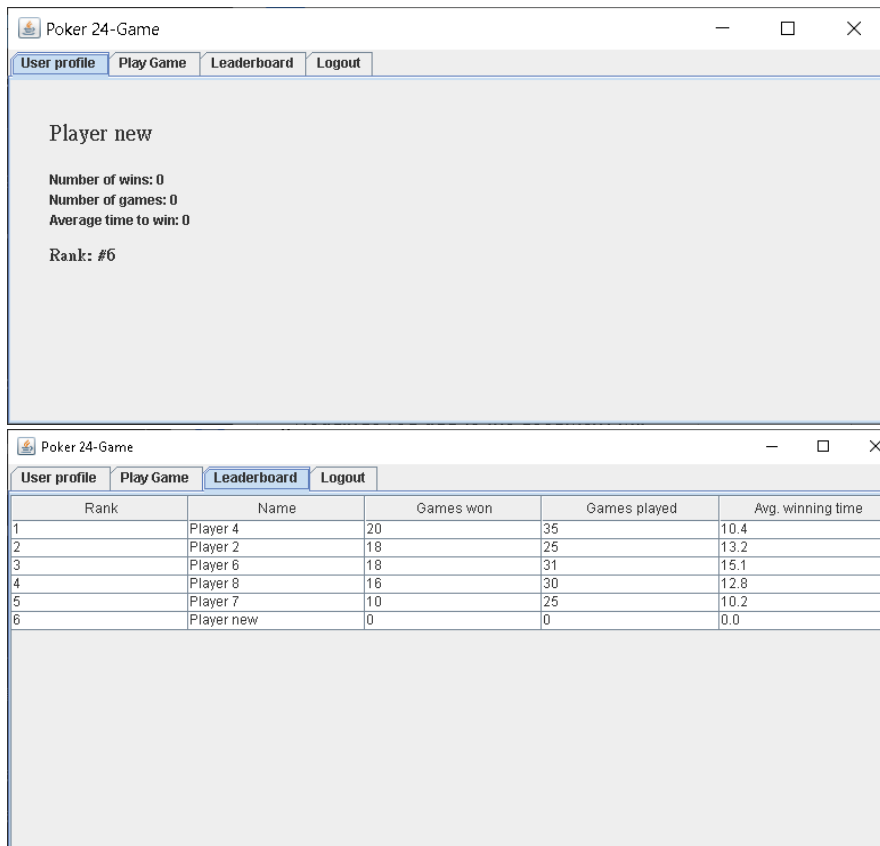 Poker 24-Game
User profile Play Game Leaderboard Logout
Player new
Number of wins: 0
Number of games: 0
Average time to win: 0
Rank: #6
Poker 24-Game
User profile Play Game Leaderboard Logout
Rank Name Games won Games played Avg. winning time
1 Player 4 20 35 10.4
2 Player 2 18 25 13.2
3 Player 6 18 31 15.1
4 Player 8 16 30 12.8
5 Player 7 10 25 10.2
6 Player new 0 0 0.0